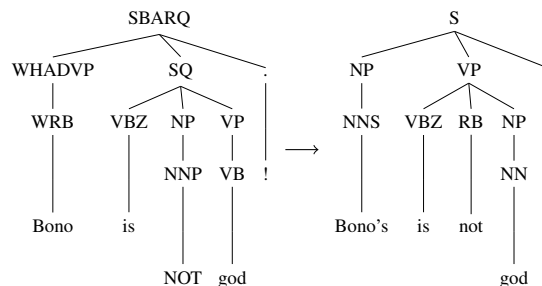 SBARQ S
WHADVP SQ . NP VP
WRB VBZ NP VP NNS VBZ RB NP
NNP VB ! → NN
Bono is Bono's is not
NOT god god